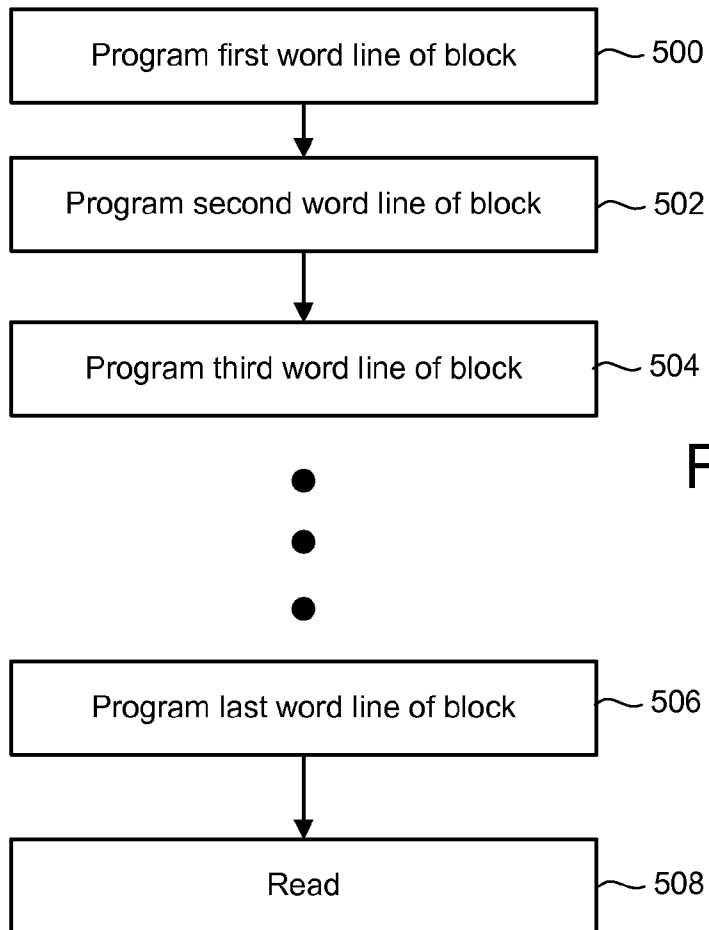 Program first word line of block 500
Program second word line of block 502
Program third word line of block 504
F
Program last word line of block 506
Read 508